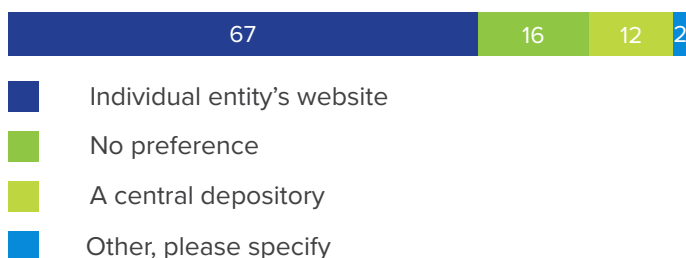 67 16 12 2
Individual entity’s website
No preference
A central depository
Other, please specify